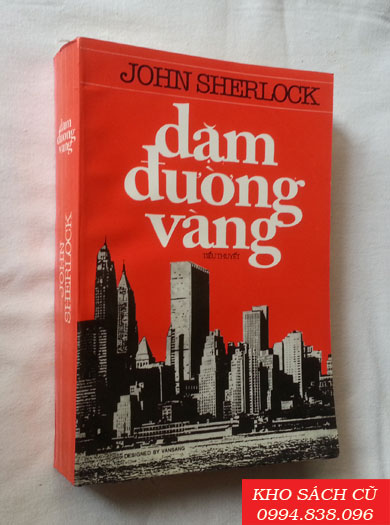 JOHN SHERLOCK
dặm
đường
vàng
TIỂU THUYẾT
DESIGNED BY VANSANG
dặm
đường
vàng
JOHN
SHERLOCK
KHO SÁCH CŨ
0994.838.096